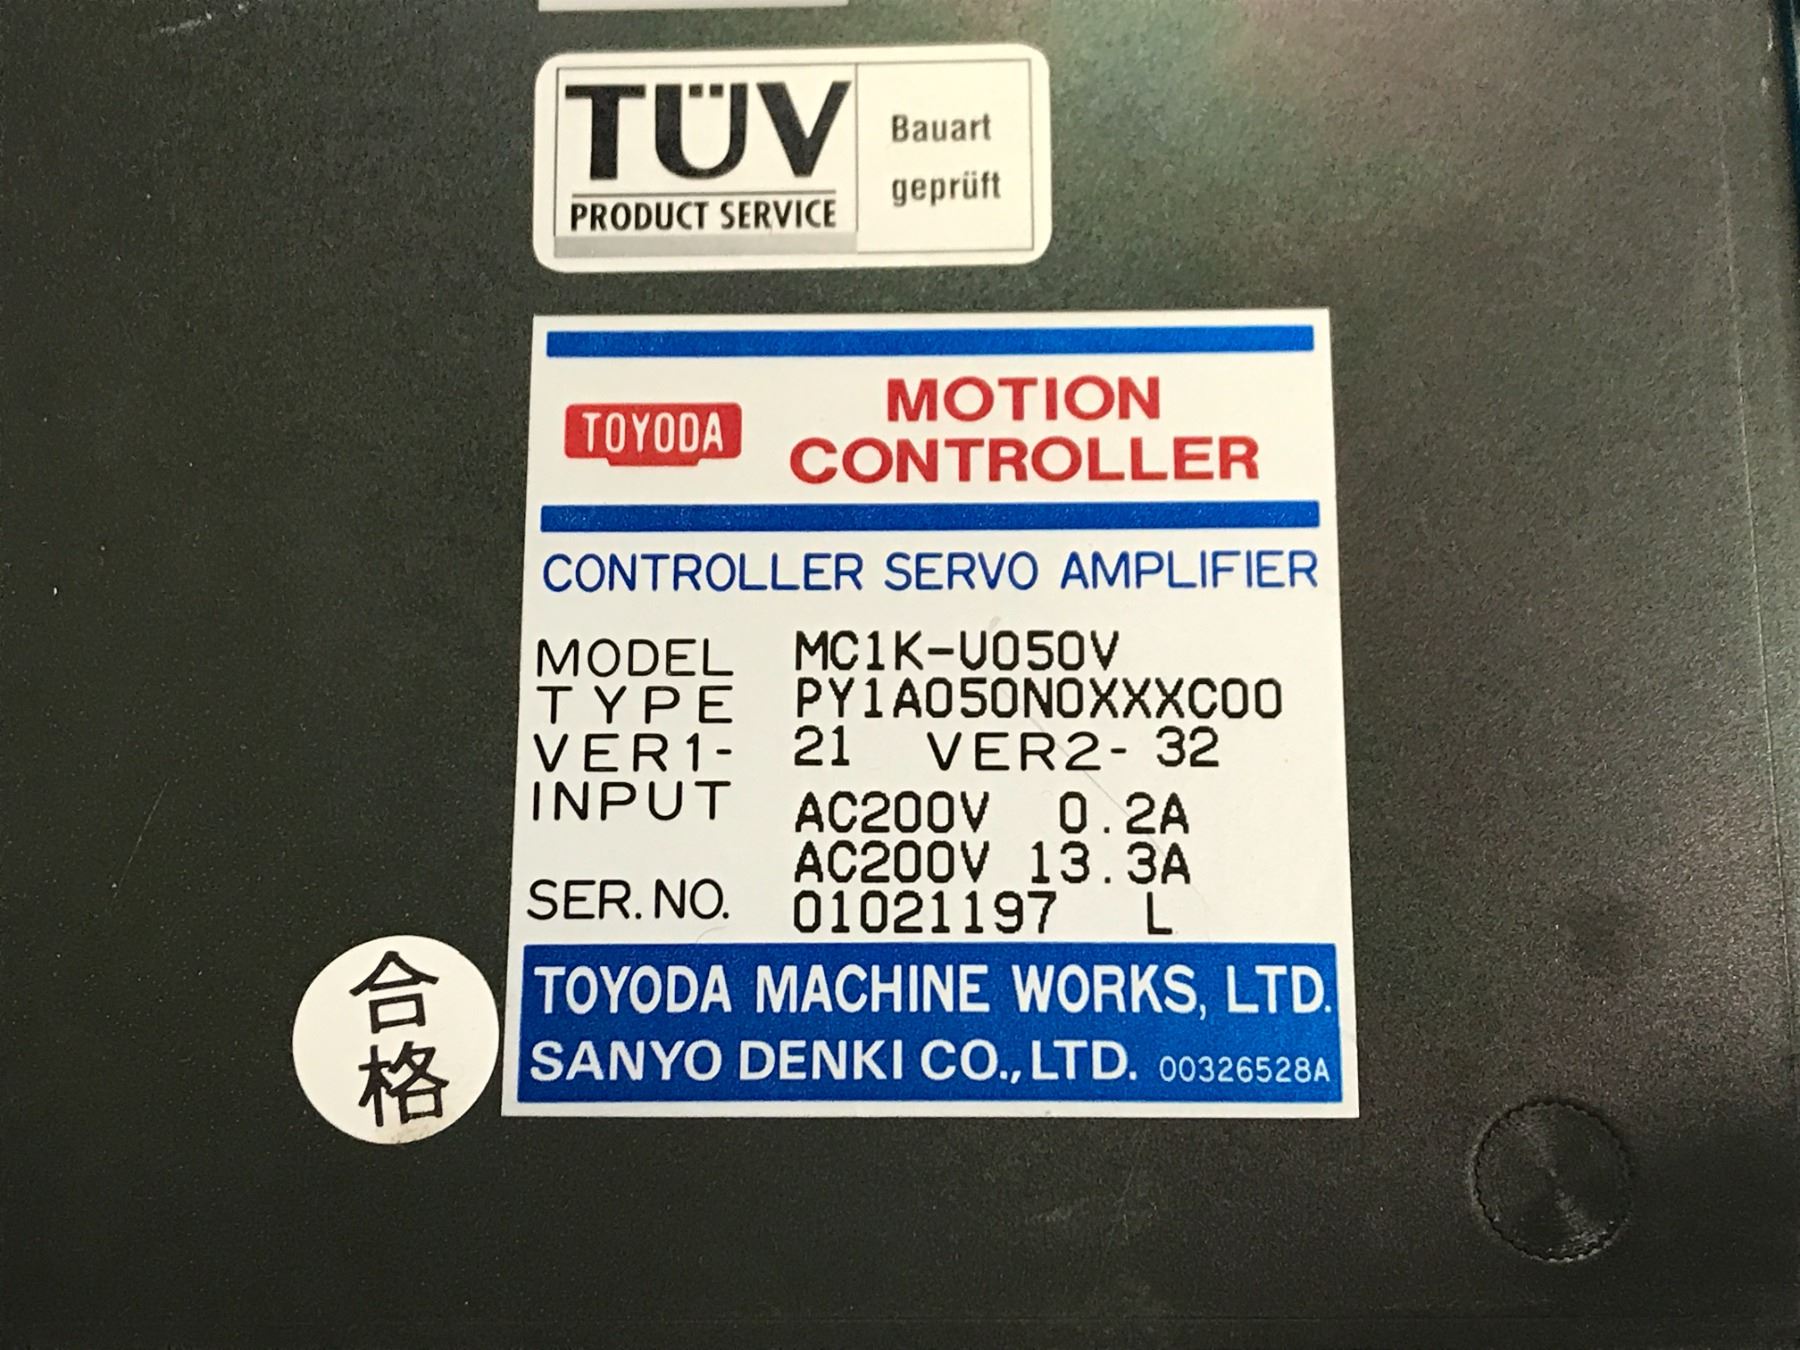 TÜV
PRODUCT SERVICE
Bauart
geprüft
TOYODA
MOTION
CONTROLLER
CONTROLLER SERVO AMPLIFIER
MODEL MC1K-U050V
TYPE PY1A050N0XXXC00
VER1- 21 VER2- 32
INPUT AC200V 0.2A
AC200V 13.3A
SER.NO. 01021197 L
TOYODA MACHINE WORKS, LTD.
SANYO DENKI CO.,LTD. 00326528A
合
格